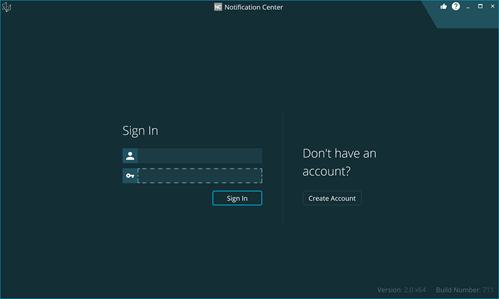 NC Notification Center
?
Sign In
Sign In
Don't have an
account?
Create Account
Version: 2.0 x64 Build Number: 711